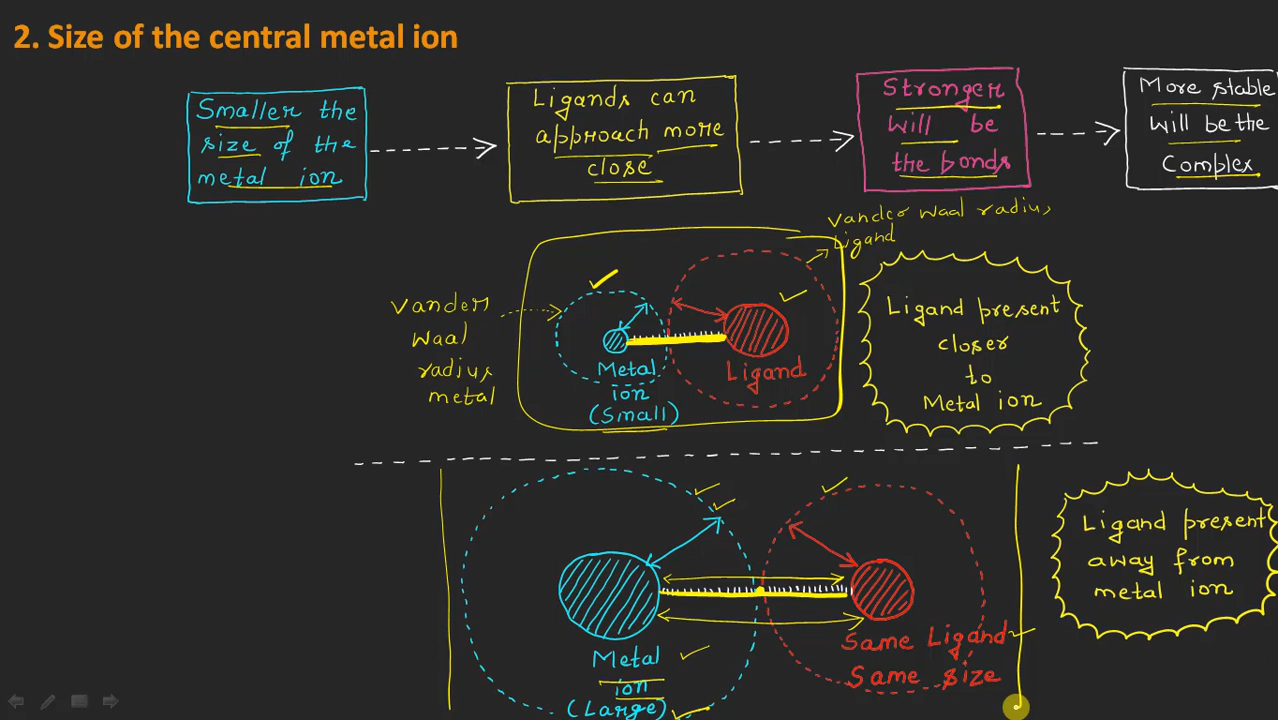 2. Size of the central metal ion
Smaller the
size of the
metal ion
Ligands can
approach more
close
Stronger
will be
the bonds
More stable
will be the
Complex
Vander waal radius,
Ligand
Vander
waal
radius,
metal
Metal
ion
(Small)
Ligand
Ligand present
closer
to
Metal ion
Metal
ion
(Large)
Same Ligand
Same size
Ligand present
away from
metal ion